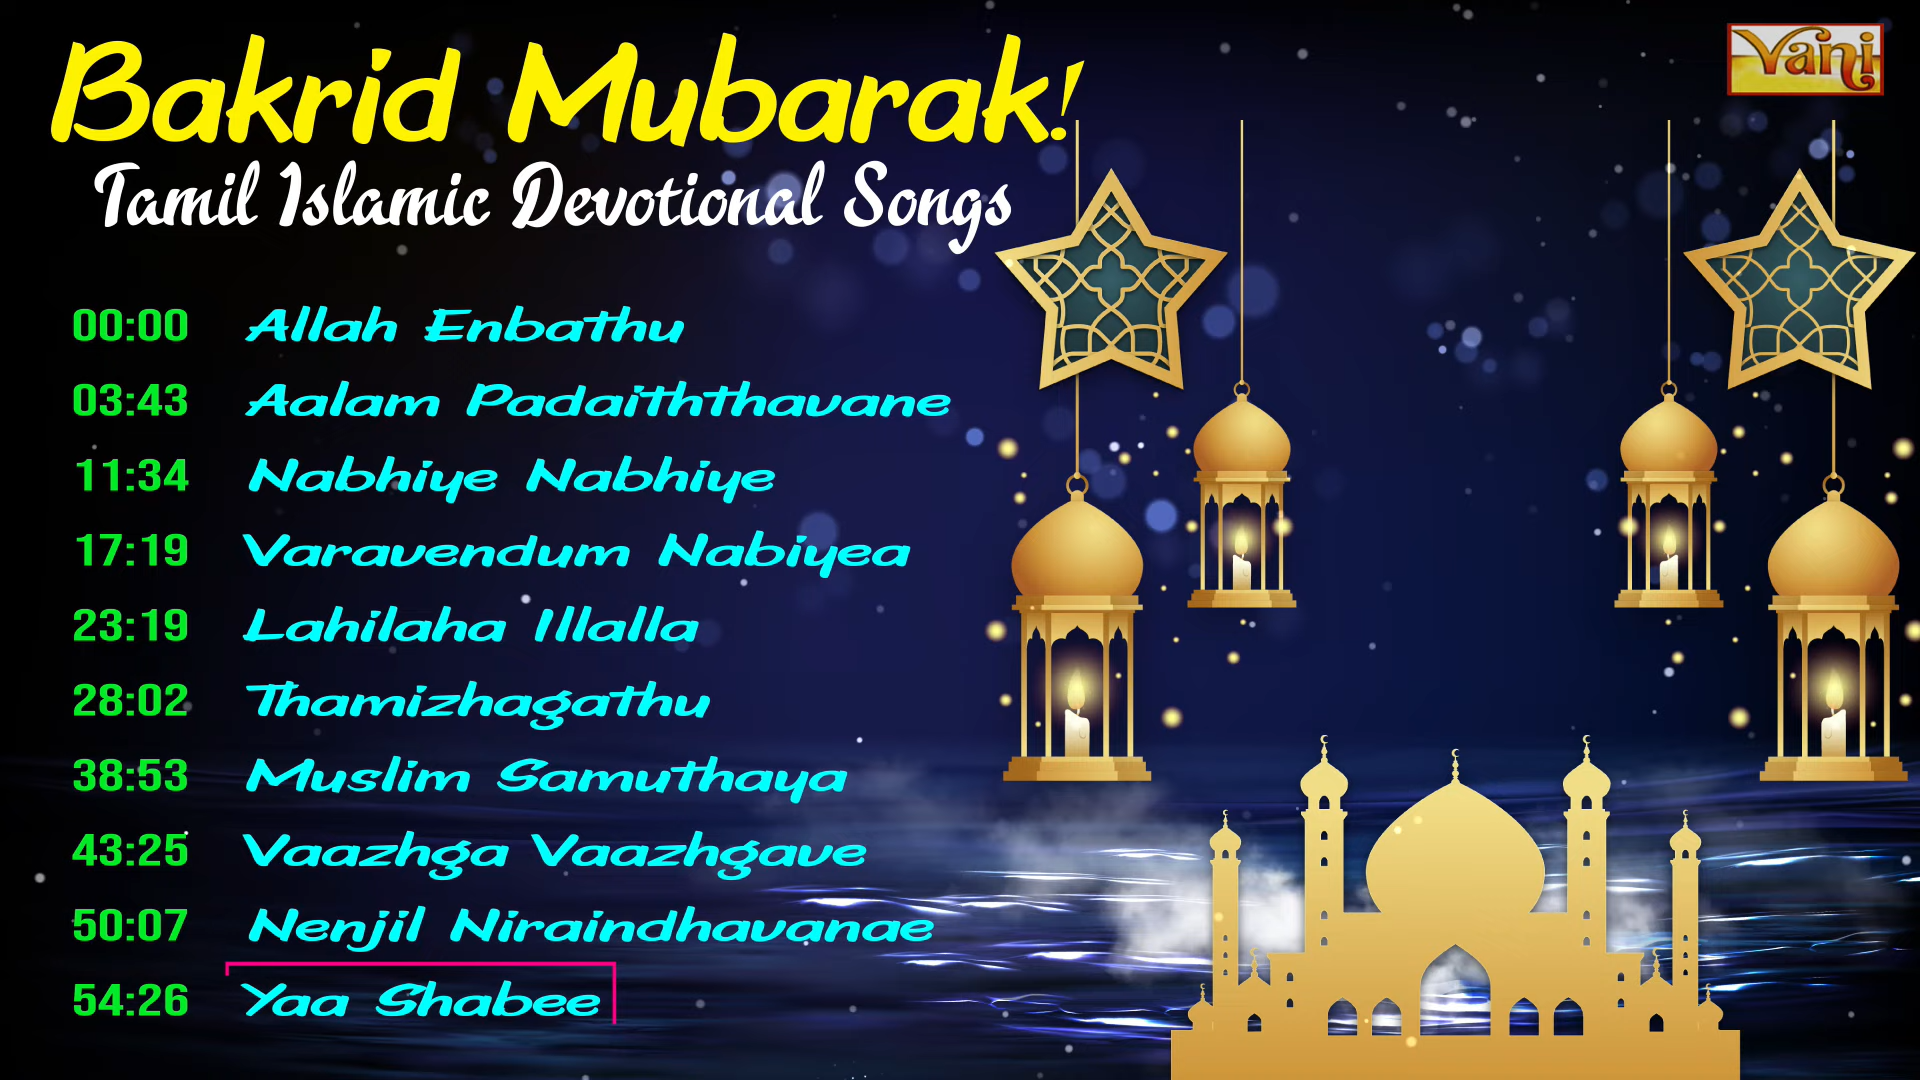 Bakrid Mubarak!
Vani
Tamil Islamic Devotional Songs
00:00 Allah Enbathu
03:43 Aalam Padaiththavane
11:34 Nabhiye Nabhiye
17:19 Varavendum Nabiyea
23:19 Lahilaha Illalla
28:02 Thamizhagathu
38:53 Muslim Samuthaya
43:25 Vaazhga Vaazhgave
50:07 Nenjil Niraindhavanae
54:26 Yaa Shabee